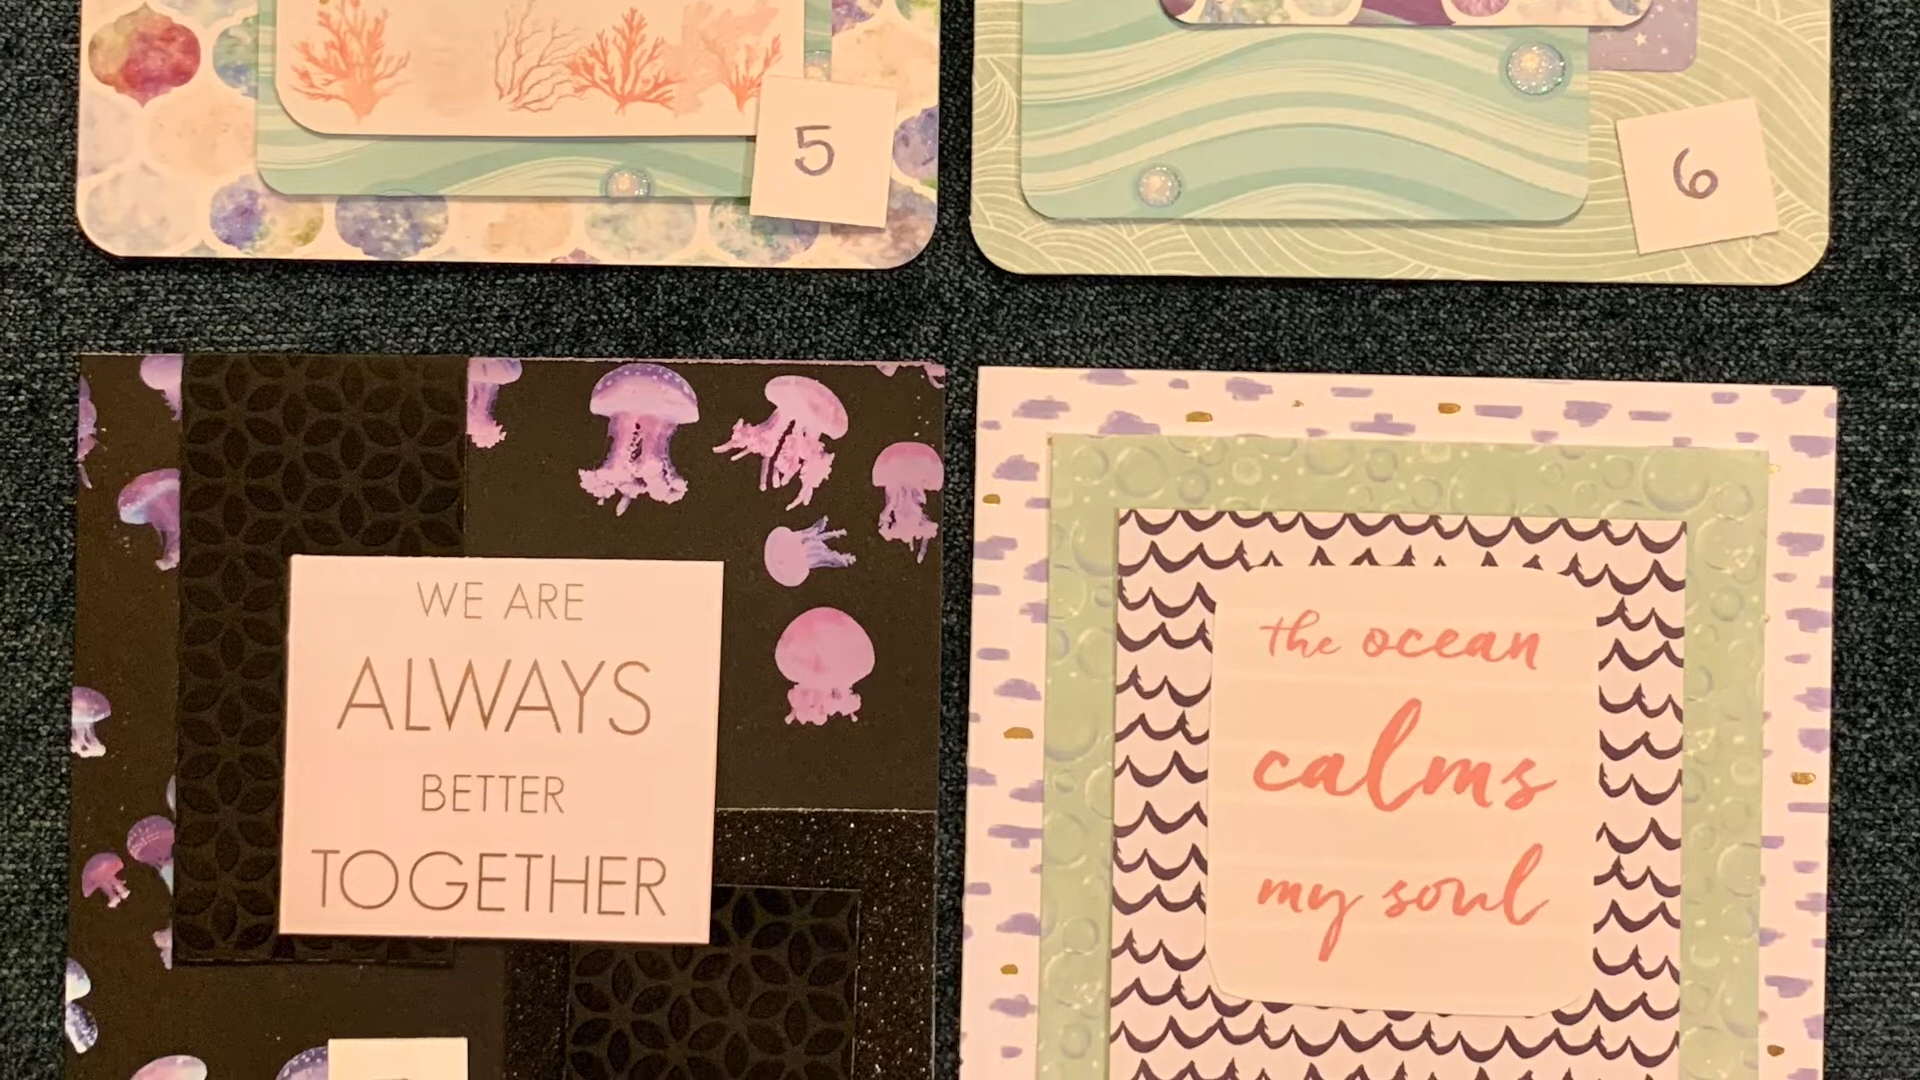 5
6
WE ARE
ALWAYS
BETTER
TOGETHER
the ocean
calms
my soul